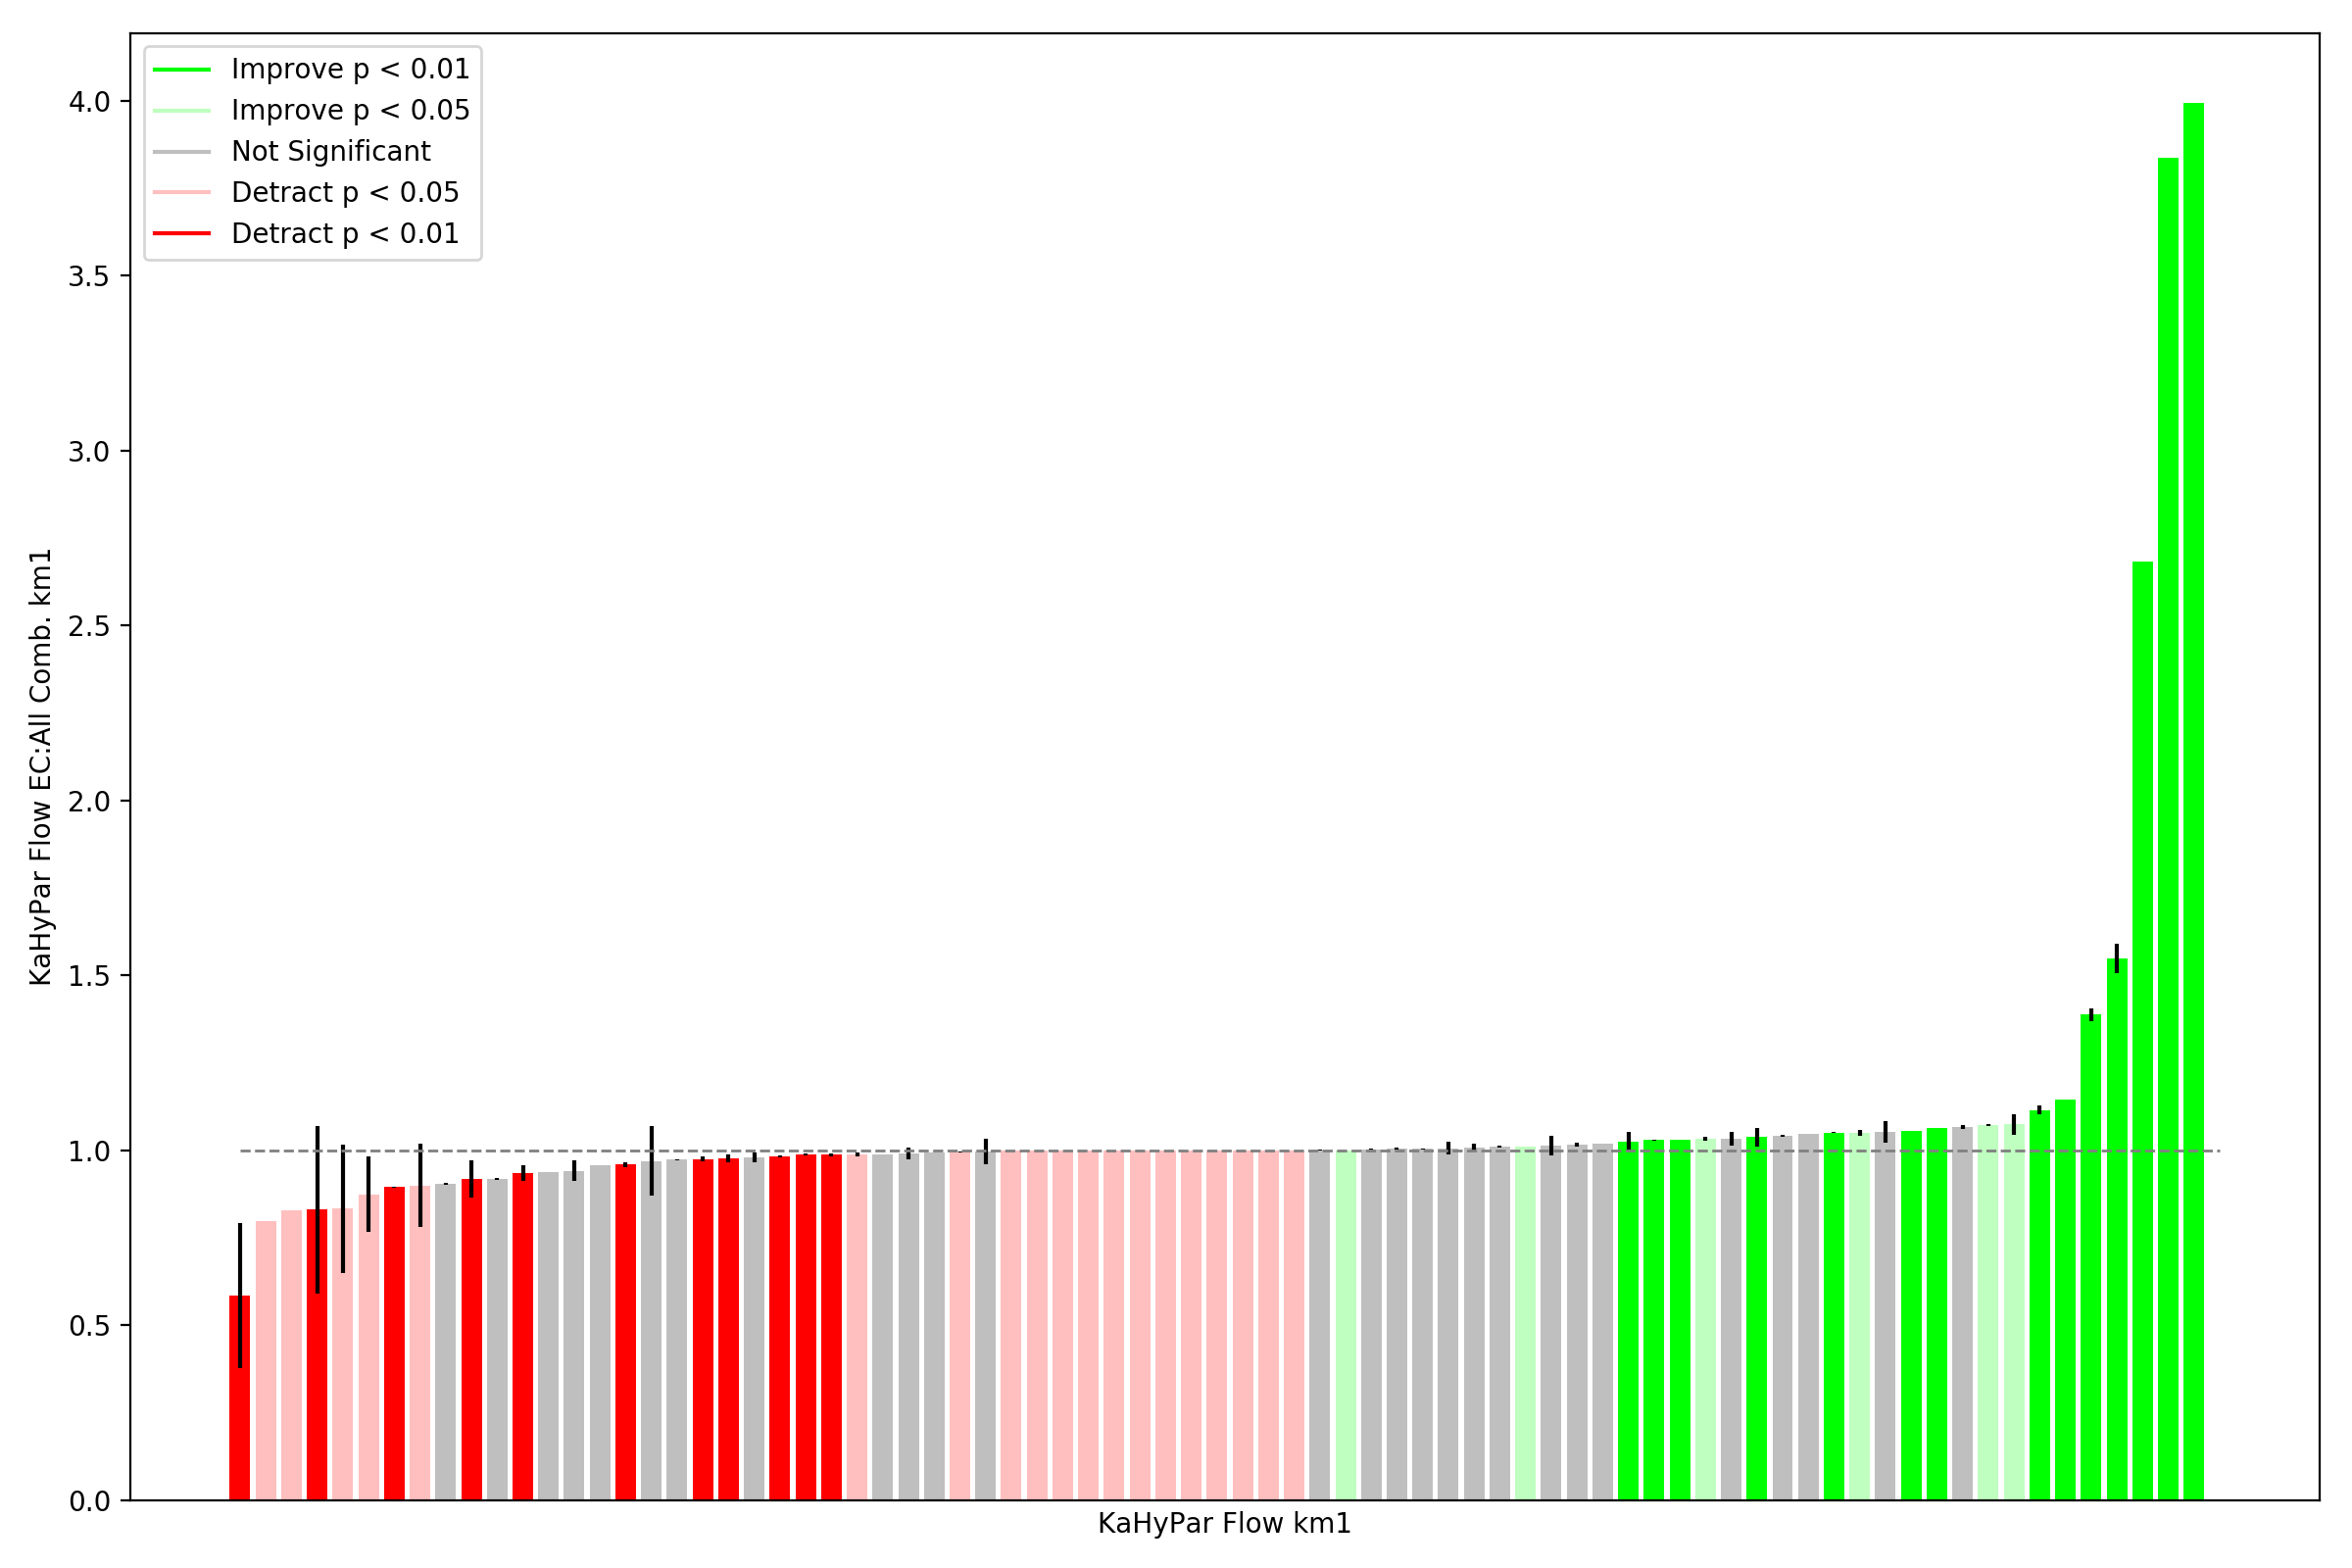 Improve p < 0.01
Improve p < 0.05
Not Significant
Detract p < 0.05
Detract p < 0.01
4.0
3.5
3.0
2.5
2.0
1.5
1.0
0.5
0.0
KaHyPar Flow EC:All Comb. km1
KaHyPar Flow km1